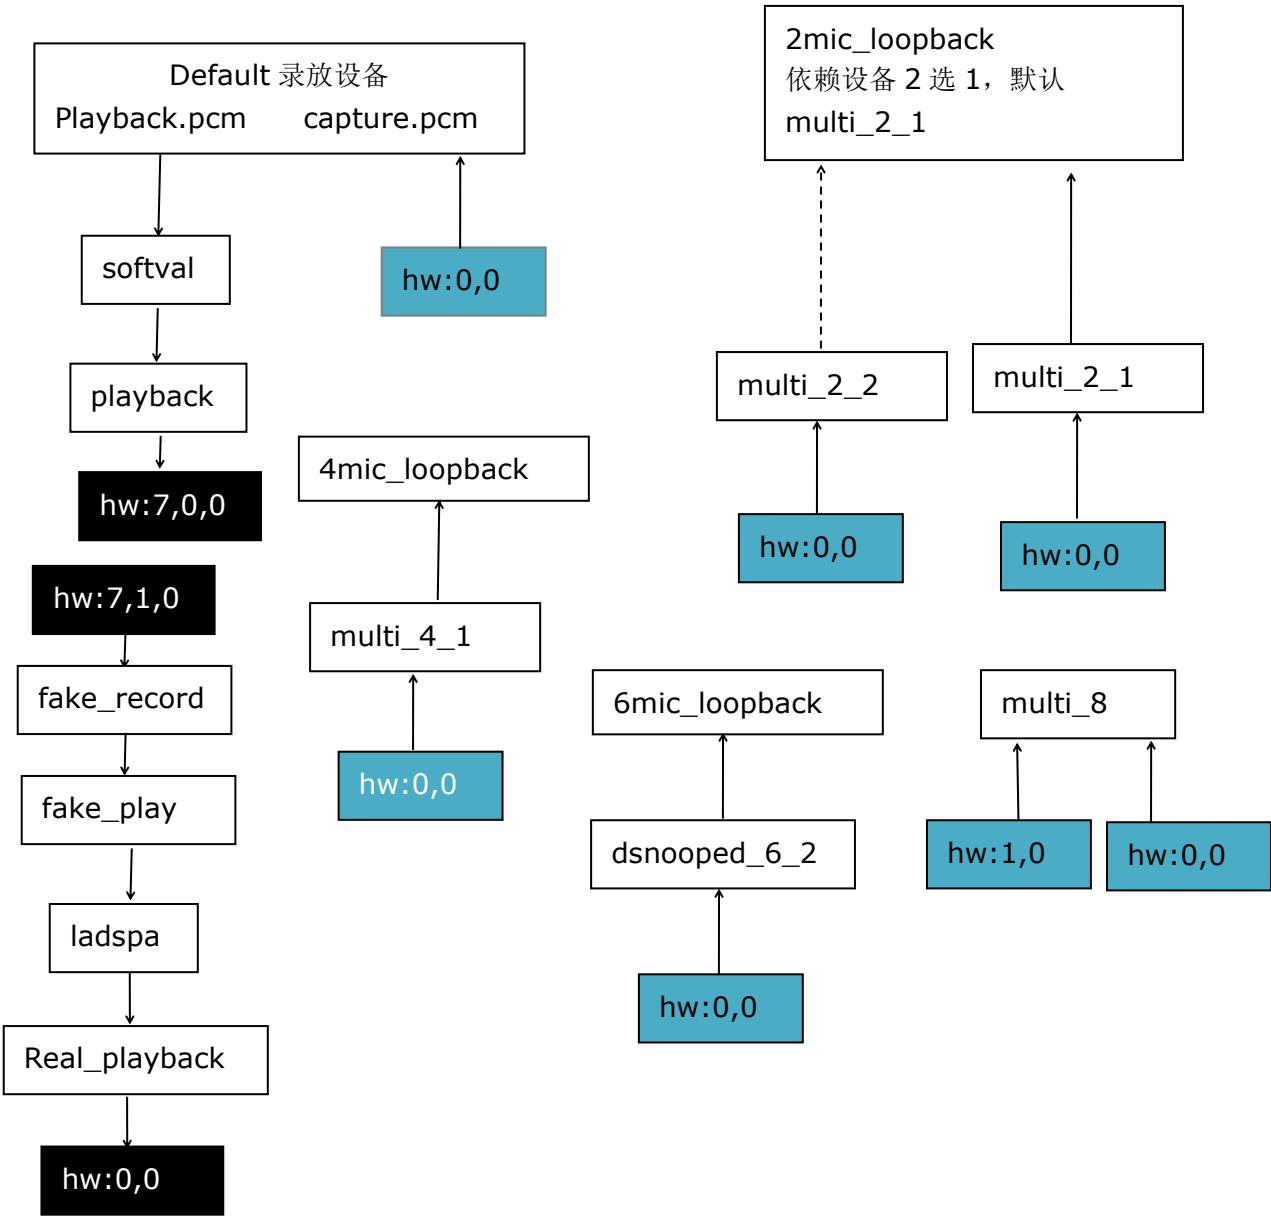 Default 录放设备
Playback.pcm capture.pcm
softval
hw:0,0
playback
hw:7,0,0
hw:7,1,0
fake_record
fake_play
ladspa
Real_playback
hw:0,0
4mic_loopback
multi_4_1
hw:0,0
2mic_loopback
依赖设备 2 选 1，默认
multi_2_1
multi_2_2
multi_2_1
hw:0,0
hw:0,0
6mic_loopback
dsnooped_6_2
hw:0,0
multi_8
hw:1,0
hw:0,0